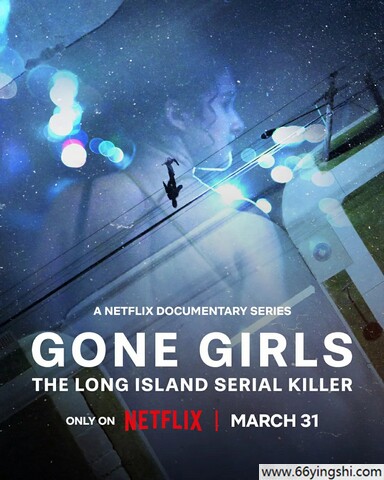 A NETFLIX DOCUMENTARY SERIES
GONE GIRLS
THE LONG ISLAND SERIAL KILLER
ONLY ON NETFLIX | MARCH 31
www.66yingshi.com